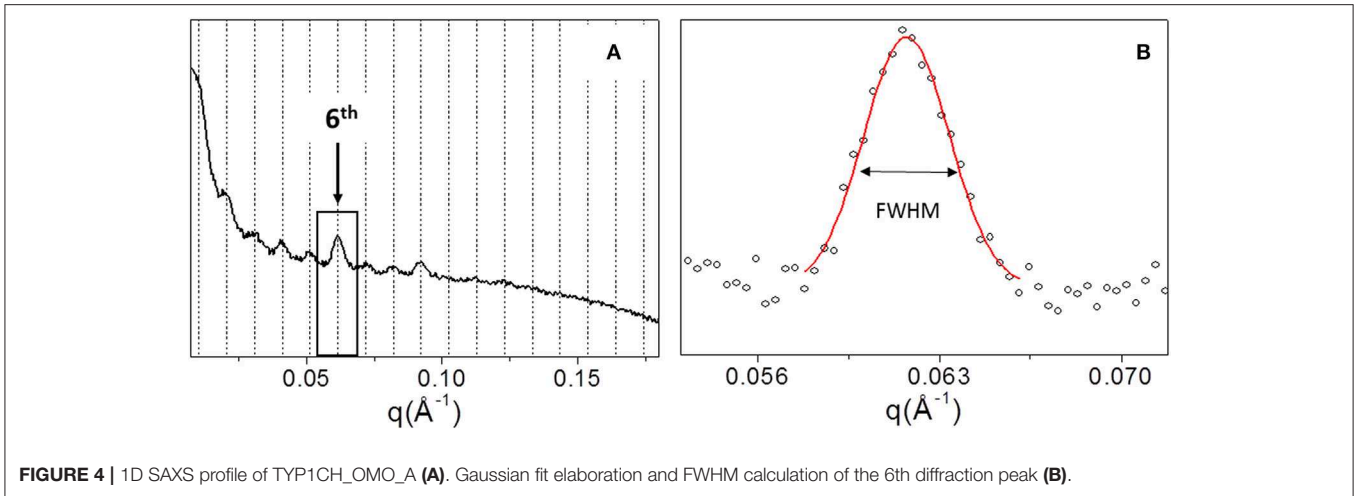 A
6th
0.05 0.10 0.15
q(Å-1)
B
FWHM
0.056 0.063 0.070
q(Å-1)
FIGURE 4 | 1D SAXS profile of TYP1CH_OMO_A (A). Gaussian fit elaboration and FWHM calculation of the 6th diffraction peak (B).